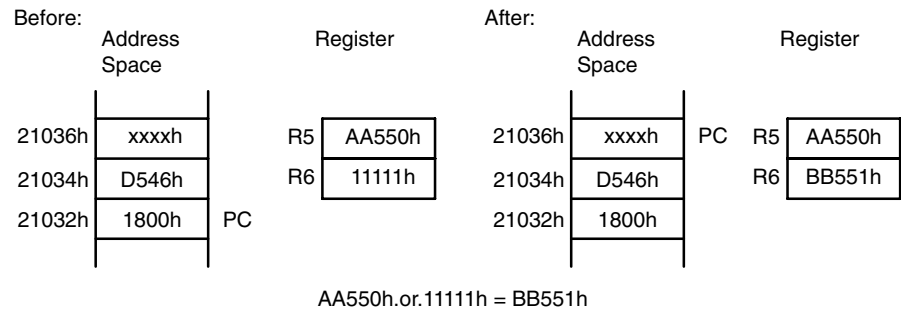 Before:
Address
Space
Register
21036h xxxxh
21034h D546h
21032h 1800h PC
R5 AA550h
R6 11111h
After:
Address
Space
Register
21036h xxxxh PC
21034h D546h
21032h 1800h
R5 AA550h
R6 BB551h
AA550h.or.11111h = BB551h